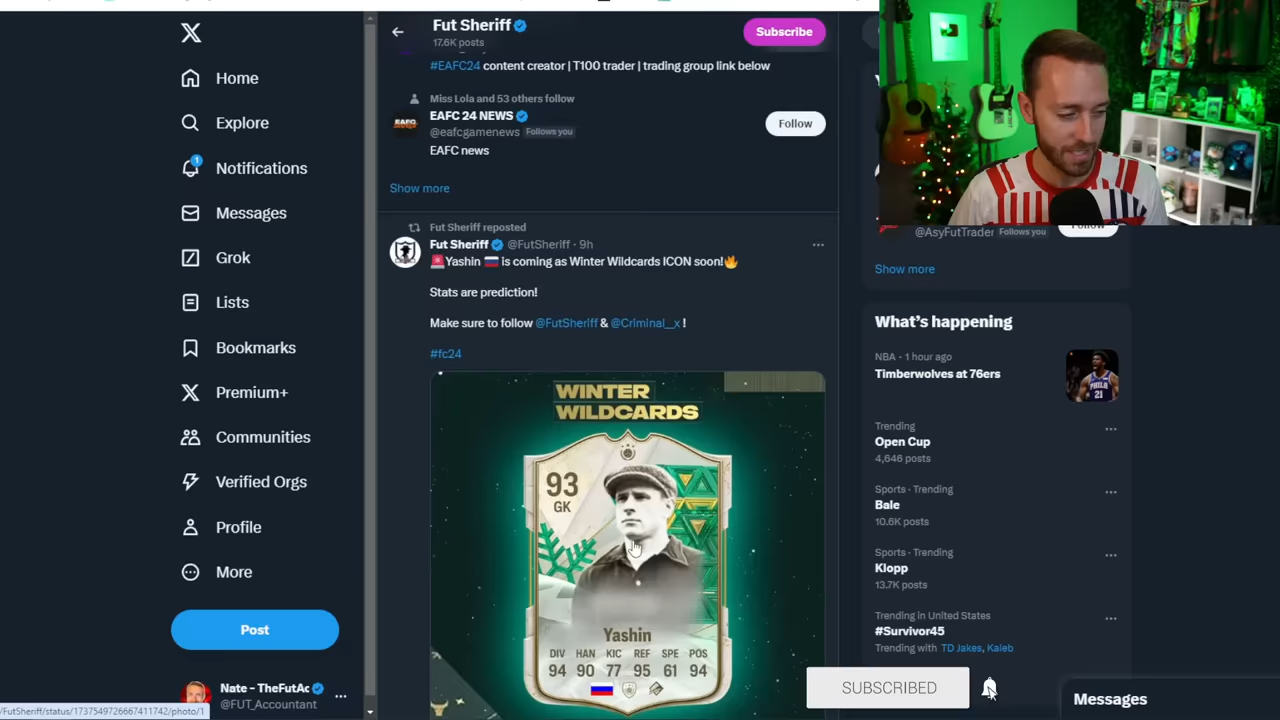 Home
Explore
1
Notifications
Messages
Grok
Lists
Bookmarks
Premium+
Communities
Verified Orgs
Profile
More
Post
Nate - TheFutAc
@FUT_Accountant
/FutSheriff/status/1737549726667411742/photo/1
Fut Sheriff
17.6K posts
Subscribe
#EAFC24 content creator | T100 trader | trading group link below
Miss Lola and 53 others follow
EAFC 24 NEWS
@eafcgamenews Follows you
Follow
EAFC news
Show more
Fut Sheriff reposted
Fut Sheriff @FutSheriff · 9h
🚨Yashin 🇷🇺 is coming as Winter Wildcards ICON soon!🔥
Stats are prediction!
Make sure to follow @FutSheriff & @Criminal__x !
#fc24
WINTER
WILDCARDS
93
GK
Yashin
DIV HAN KIC REF SPE POS
94 90 77 95 61 94
@AsyFutTrader Follows you
Show more
What's happening
NBA · 1 hour ago
Timberwolves at 76ers
Trending
Open Cup
4,646 posts
Sports · Trending
Bale
10.6K posts
Sports · Trending
Klopp
13.7K posts
Trending in United States
#Survivor45
Trending with TD Jakes, Kaleb
SUBSCRIBED
Messages